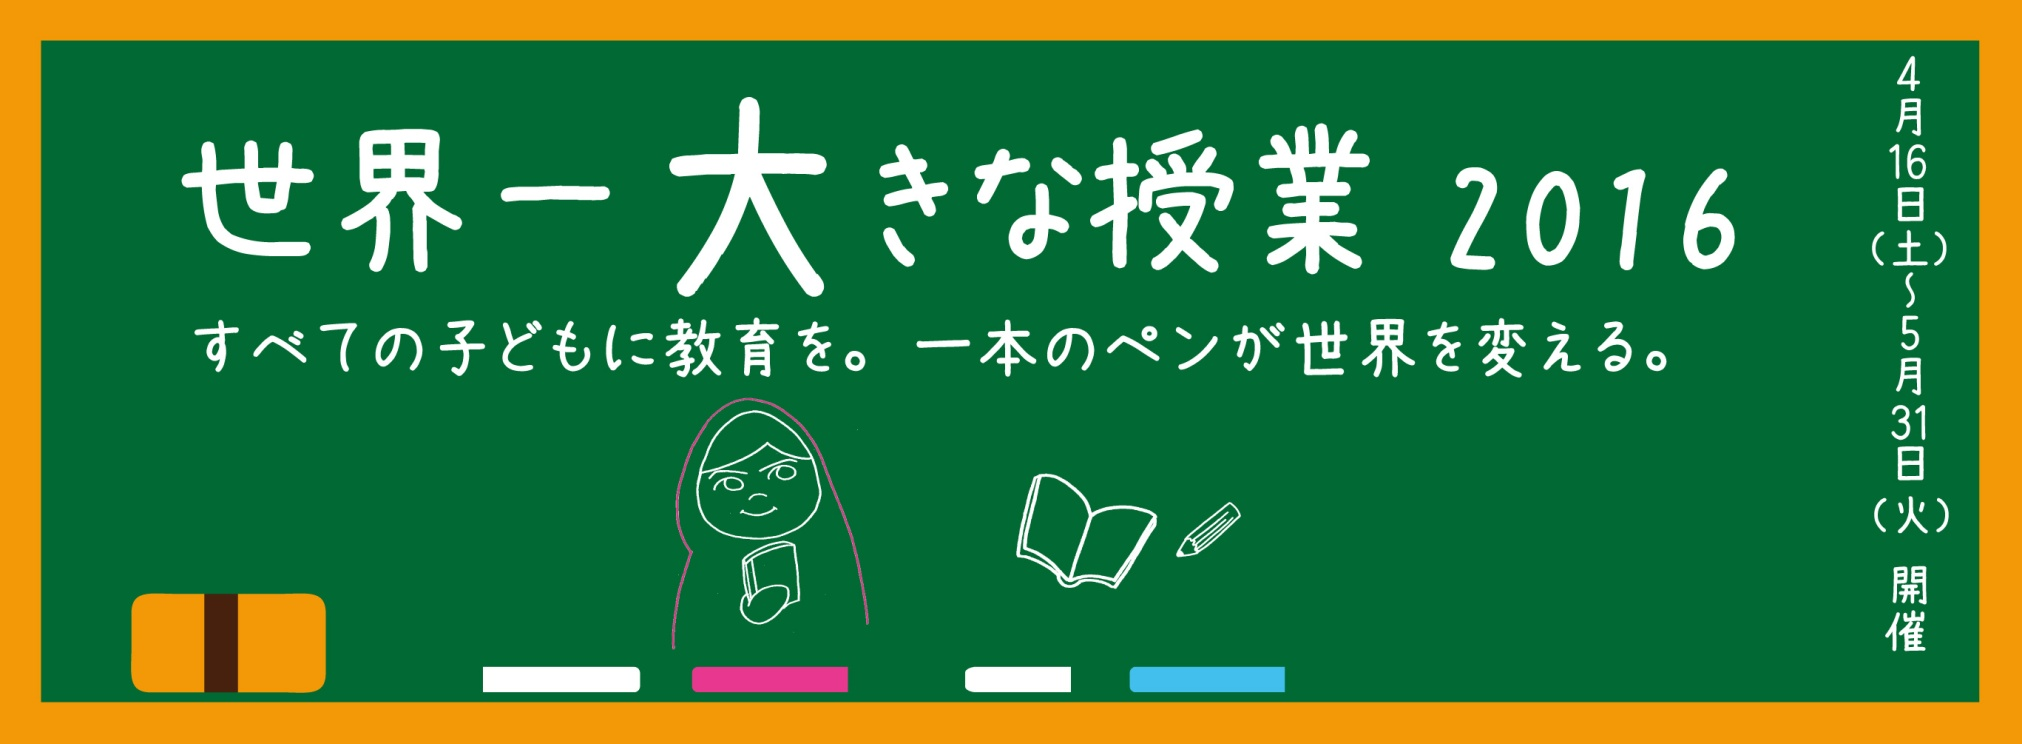 世界一大きな授業 2016
すべての子どもに教育を。一本のペンが世界を変える。
4月16日(土)〜5月31日(火) 開催